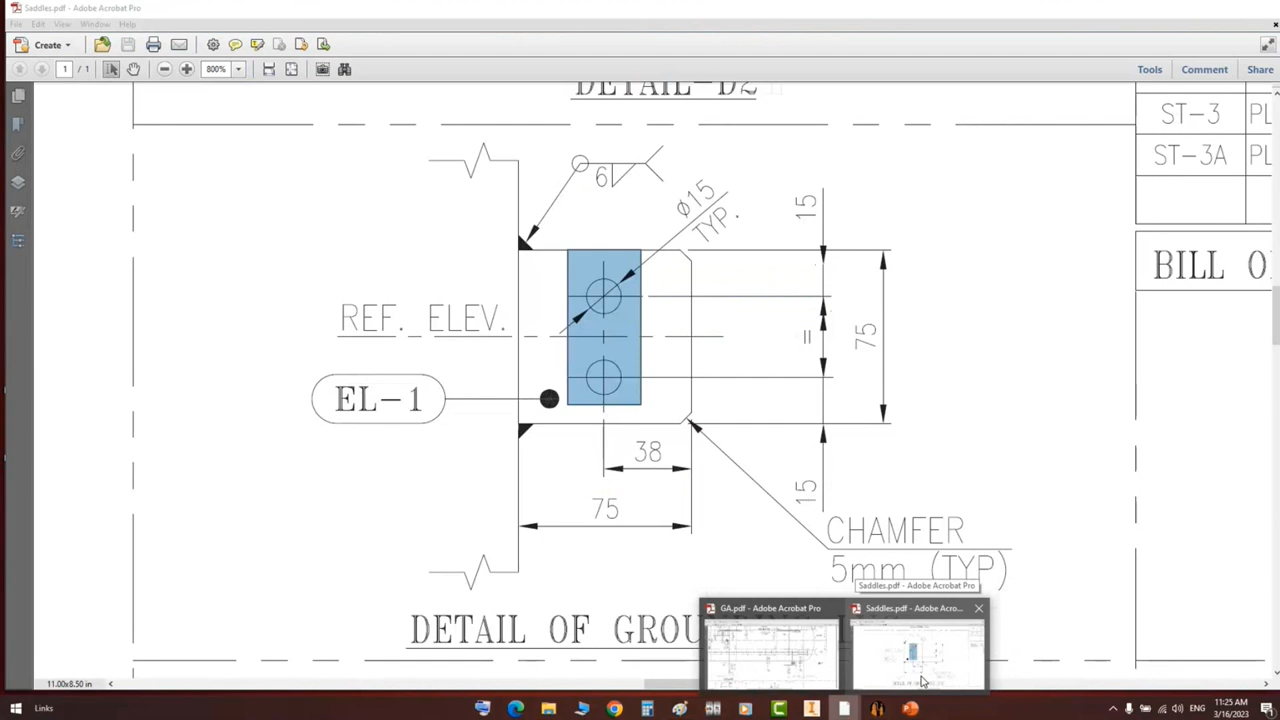 Saddles.pdf - Adobe Acrobat Pro
File Edit View Window Help
Create
1 / 1
800%
Tools Comment Share
DETAIL-D2
ST-3 PL
ST-3A PL
6
ø15
TYP.
15
REF. ELEV.
=
75
BILL O
EL-1
38
75
15
CHAMFER
5mm (TYP)
Saddles.pdf - Adobe Acrobat Pro
GA.pdf - Adobe Acrobat Pro
Saddles.pdf - Adobe Acro...
DETAIL OF GROU
11.00x8.50 in
Links
ENG
11:25 AM
3/16/2023